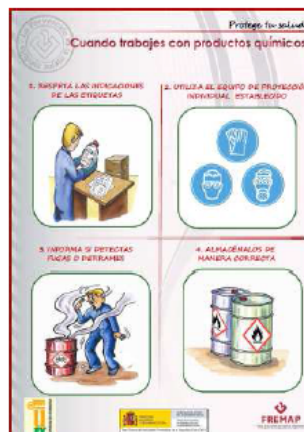 Protege tu salud
Cuando trabajes con productos químicos
1. RESPETA LAS INDICACIONES
DE LAS ETIQUETAS
2. UTILIZA EL EQUIPO DE PROTECCIÓN
INDIVIDUAL ESTABLECIDO
3. INFORMA SI DETECTAS
FUGAS O DERRAMES
4. ALMACÉNALOS DE
MANERA CORRECTA
FREMAP